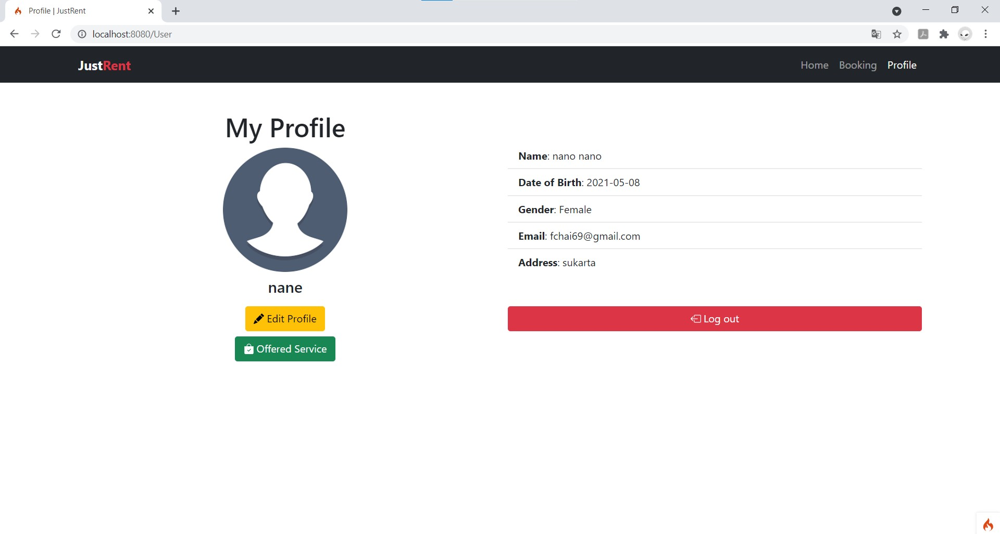 Profile | JustRent
localhost:8080/User
JustRent
Home Booking Profile
My Profile
Name: nano nano
Date of Birth: 2021-05-08
Gender: Female
Email: fchai69@gmail.com
Address: sukarta
nane
Edit Profile
Log out
Offered Service